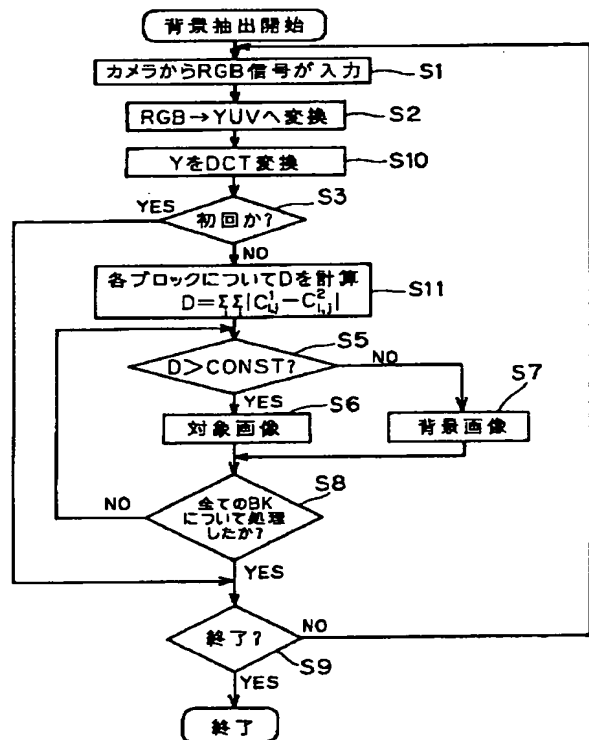 背景抽出開始
カメラからRGB信号が入力
S1
RGB→YUVへ変換
S2
YをDCT変換
S10
S3
YES
初回か?
NO
各ブロックについてDを計算
D=ΣΣ|C¹i,j−C²i,j|
i j
S11
S5
D>CONST?
NO
YES
S6
S7
対象画像
背景画像
S8
全てのBK
について処理
したか?
NO
YES
終了?
NO
S9
YES
終了